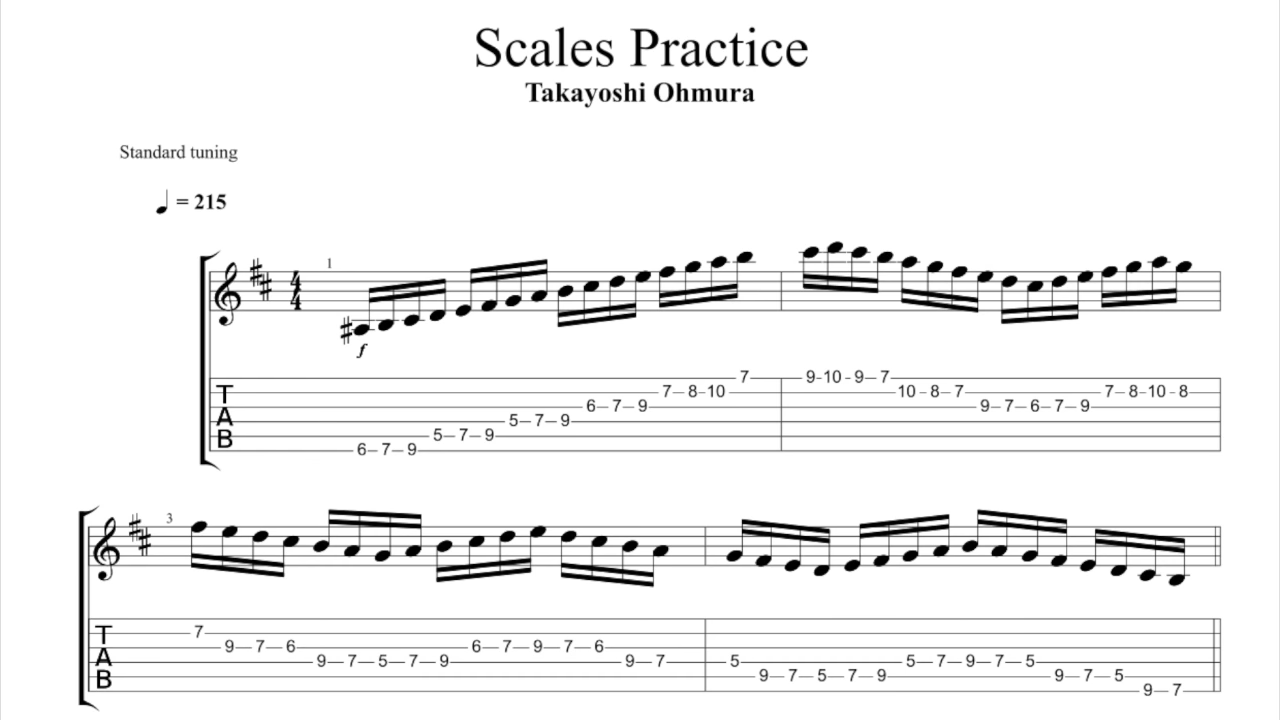 Scales Practice
Takayoshi Ohmura
Standard tuning
= 215
1
4
4
f
T
A
B
7
7 8 10
6 7 9
5 7 9
5 7 9
6 7 9
9 10 9 7
10 8 7 7 8 10 8
9 7 6 7 9
3
T
A
B
7
9 7 6 6 7 9 7 6
9 7 5 7 9 9 7
5 5 7 9 7 5
9 7 5 7 9 9 7 5
9 7